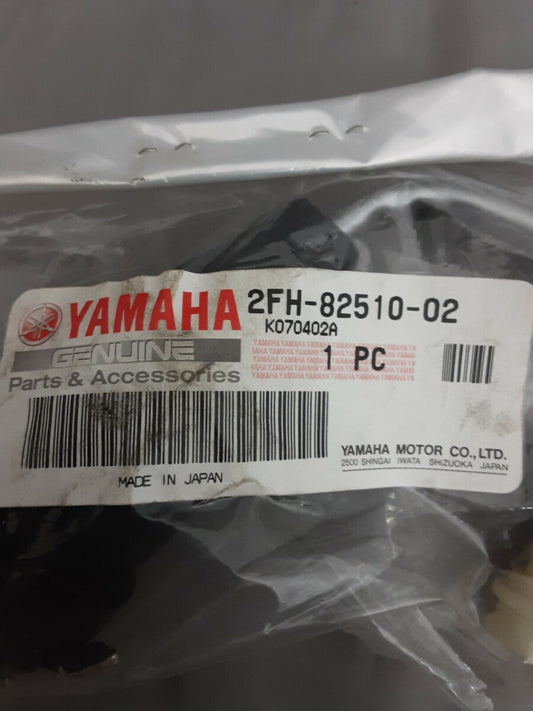 YAMAHA 2FH-82510-02
K070402A
GENUINE
Parts & Accessories
1 PC
YAMAHA MOTOR CO., LTD.
2500 SHINGAI IWATA SHIZUOKA JAPAN
MADE IN JAPAN